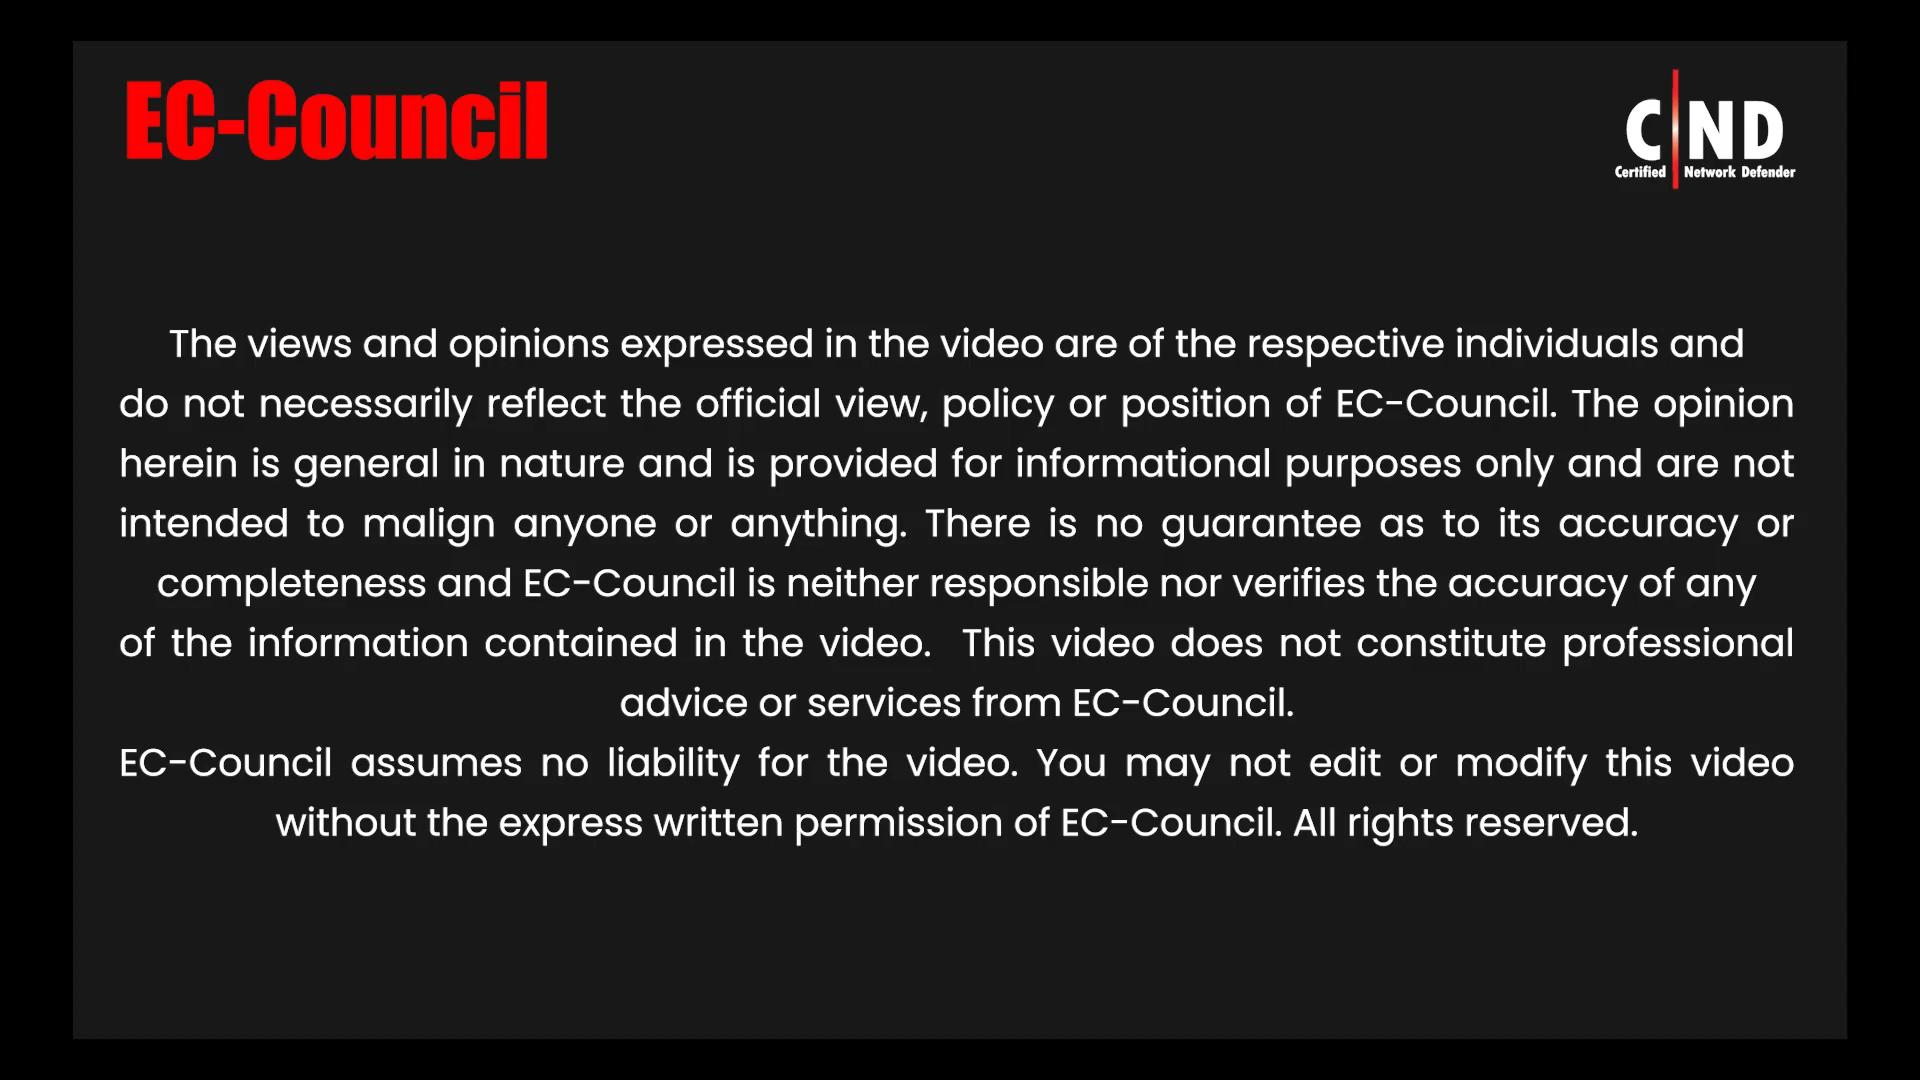 EC-Council
C|ND
Certified Network Defender
The views and opinions expressed in the video are of the respective individuals and
do not necessarily reflect the official view, policy or position of EC-Council. The opinion
herein is general in nature and is provided for informational purposes only and are not
intended to malign anyone or anything. There is no guarantee as to its accuracy or
completeness and EC-Council is neither responsible nor verifies the accuracy of any
of the information contained in the video. This video does not constitute professional
advice or services from EC-Council.
EC-Council assumes no liability for the video. You may not edit or modify this video
without the express written permission of EC-Council. All rights reserved.